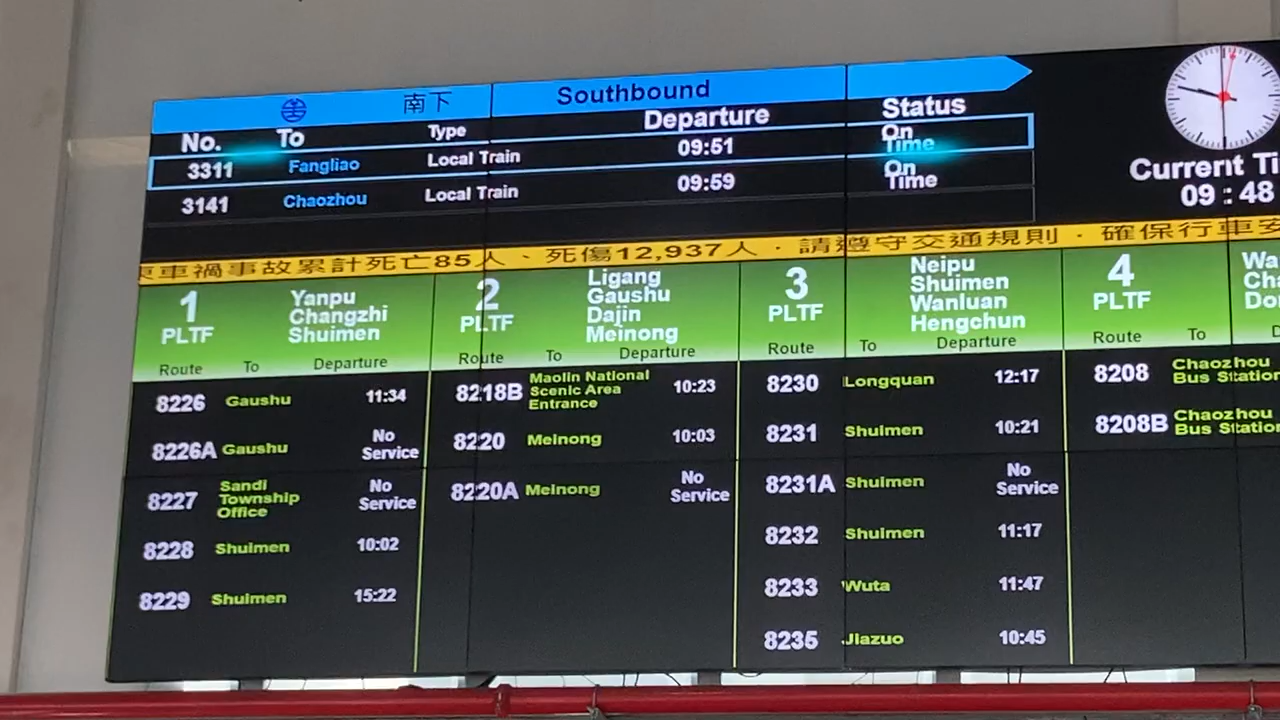 南下 Southbound
No. To Type Departure Status
3311 Fangliao Local Train 09:51 On Time
3141 Chaozhou Local Train 09:59 On Time
Current Ti
09 : 48
車禍事故累計死亡85人、死傷12,937人 · 請遵守交通規則 · 確保行車安
1 PLTF
Yanpu
Changzhi
Shuimen
Route To Departure
8226 Gaushu 11:34
8226A Gaushu No Service
8227 Sandi Township Office No Service
8228 Shuimen 10:02
8229 Shuimen 15:22
2 PLTF
Ligang
Gaushu
Dajin
Meinong
Route To Departure
8218B Maolin National Scenic Area Entrance 10:23
8220 Meinong 10:03
8220A Meinong No Service
3 PLTF
Neipu
Shuimen
Wanluan
Hengchun
Route To Departure
8230 Longquan 12:17
8231 Shuimen 10:21
8231A Shuimen No Service
8232 Shuimen 11:17
8233 Wuta 11:47
8235 Jiazuo 10:45
4 PLTF
Wa
Cha
Do
Route To D
8208 Chaozhou Bus Station
8208B Chaozhou Bus Station